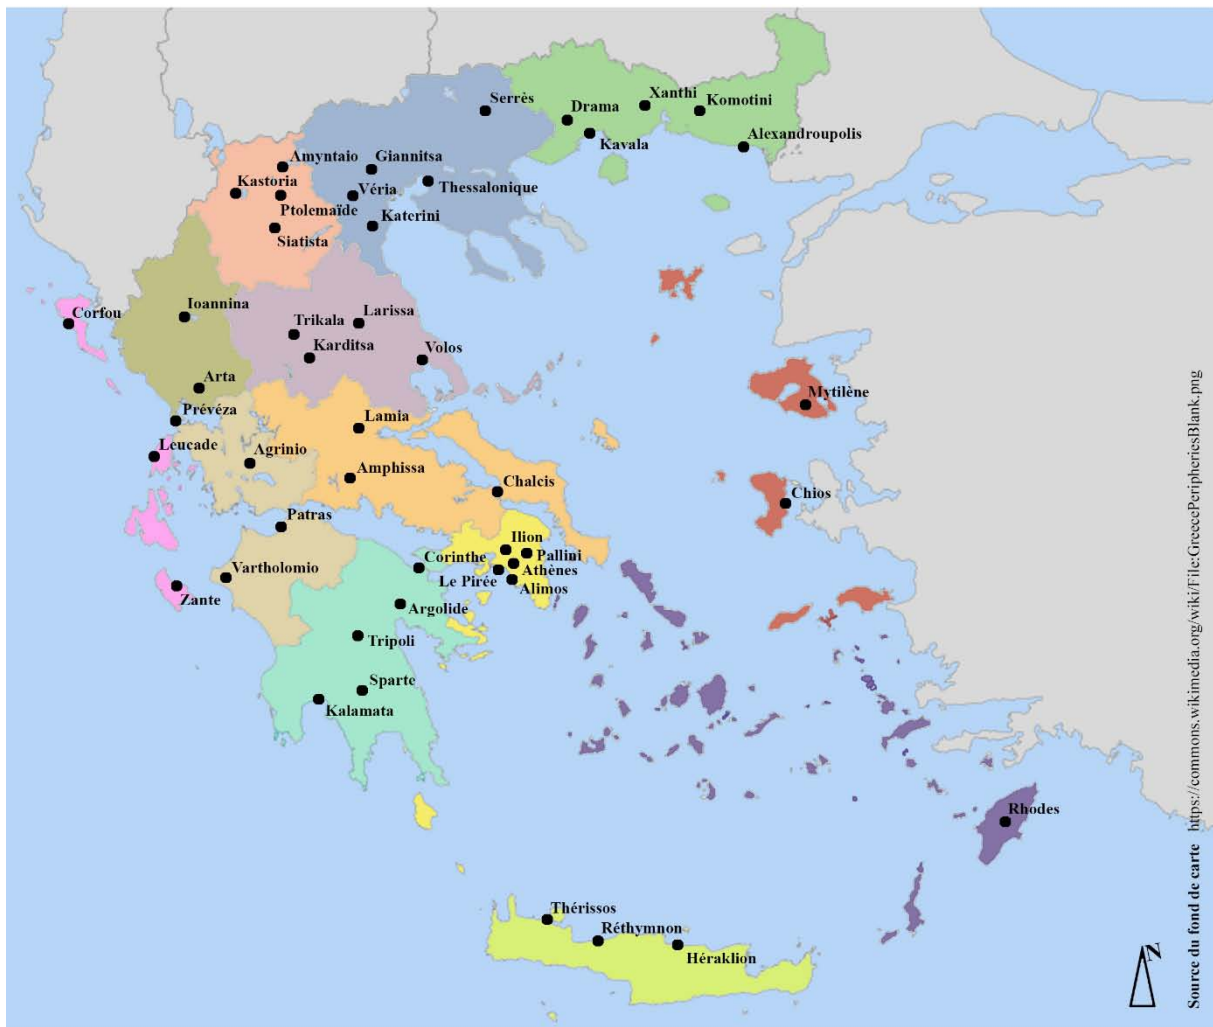 Serrès
Drama
Xanthi
Komotini
Kavala
Alexandroupolis
Amyntaio
Giannitsa
Kastoria
Véria
Thessalonique
Ptolemaïde
Katerini
Siatista
Corfou
Ioannina
Larissa
Trikala
Karditsa
Volos
Arta
Prévéza
Mytilène
Lamia
Leucade
Agrinio
Amphissa
Chalcis
Chios
Patras
Ilion
Corinthe
Pallini
Vartholomio
Athènes
Le Pirée
Alimos
Zante
Argolide
Tripoli
Sparte
Kalamata
Rhodes
Thérissos
Réthymnon
Héraklion
N
Source du fond de carte https://commons.wikimedia.org/wiki/File:GreecePeripheriesBlank.png